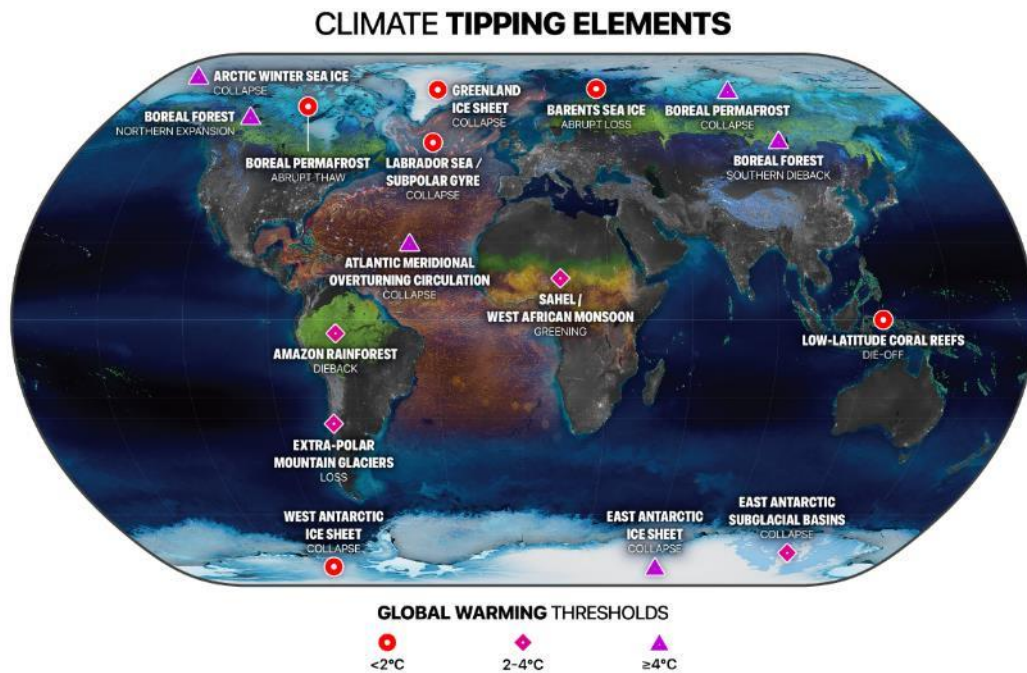 CLIMATE TIPPING ELEMENTS
ARCTIC WINTER SEA ICE
COLLAPSE
BOREAL FOREST
NORTHERN EXPANSION
BOREAL PERMAFROST
ABRUPT THAW
GREENLAND
ICE SHEET
COLLAPSE
LABRADOR SEA /
SUBPOLAR GYRE
COLLAPSE
BARENTS SEA ICE
ABRUPT LOSS
BOREAL PERMAFROST
COLLAPSE
BOREAL FOREST
SOUTHERN DIEBACK
ATLANTIC MERIDIONAL
OVERTURNING CIRCULATION
COLLAPSE
SAHEL /
WEST AFRICAN MONSOON
GREENING
LOW-LATITUDE CORAL REEFS
DIE-OFF
AMAZON RAINFOREST
DIEBACK
EXTRA-POLAR
MOUNTAIN GLACIERS
LOSS
WEST ANTARCTIC
ICE SHEET
COLLAPSE
EAST ANTARCTIC
ICE SHEET
COLLAPSE
EAST ANTARCTIC
SUBGLACIAL BASINS
COLLAPSE
GLOBAL WARMING THRESHOLDS
<2°C
2-4°C
≥4°C